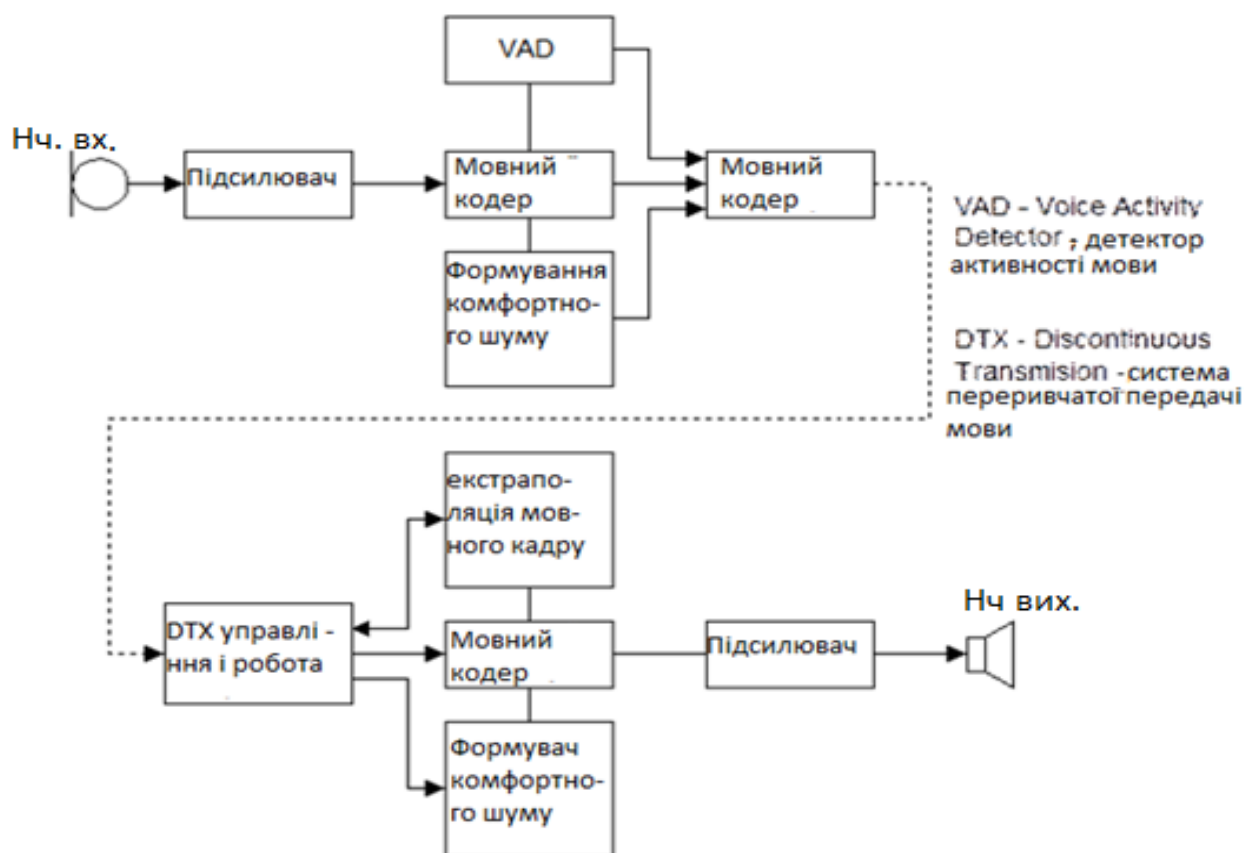 VAD
Нч. вх.
Підсилювач
Мовний
кодер
Мовний
кодер
Формування
комфортно-
го шуму
VAD - Voice Activity
Detector , детектор
активності мови
DTX - Discontinuous
Transmision -система
переривчатої передачі
мови
екстрапо-
ляція мов-
ного кадру
DTX управлі -
ння і робота
Мовний
кодер
Підсилювач
Нч вих.
Формувач
комфортно-
го шуму